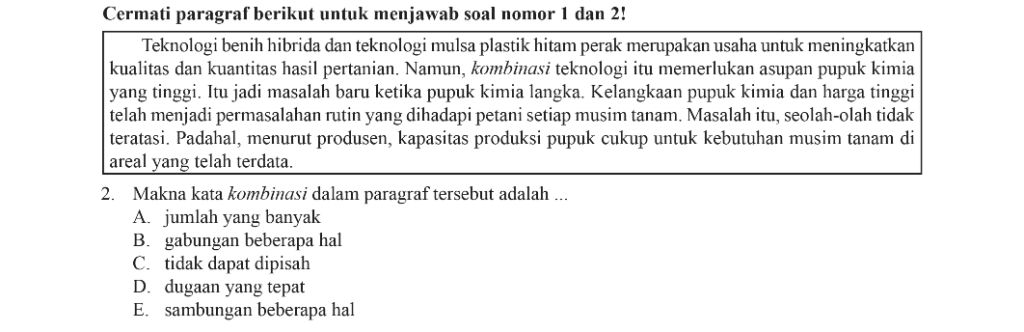 Cermati paragraf berikut untuk menjawab soal nomor 1 dan 2!
Teknologi benih hibrida dan teknologi mulsa plastik hitam perak merupakan usaha untuk meningkatkan
kualitas dan kuantitas hasil pertanian. Namun, kombinasi teknologi itu memerlukan asupan pupuk kimia
yang tinggi. Itu jadi masalah baru ketika pupuk kimia langka. Kelangkaan pupuk kimia dan harga tinggi
telah menjadi permasalahan rutin yang dihadapi petani setiap musim tanam. Masalah itu, seolah-olah tidak
teratasi. Padahal, menurut produsen, kapasitas produksi pupuk cukup untuk kebutuhan musim tanam di
areal yang telah terdata.
2. Makna kata kombinasi dalam paragraf tersebut adalah ...
A. jumlah yang banyak
B. gabungan beberapa hal
C. tidak dapat dipisah
D. dugaan yang tepat
E. sambungan beberapa hal